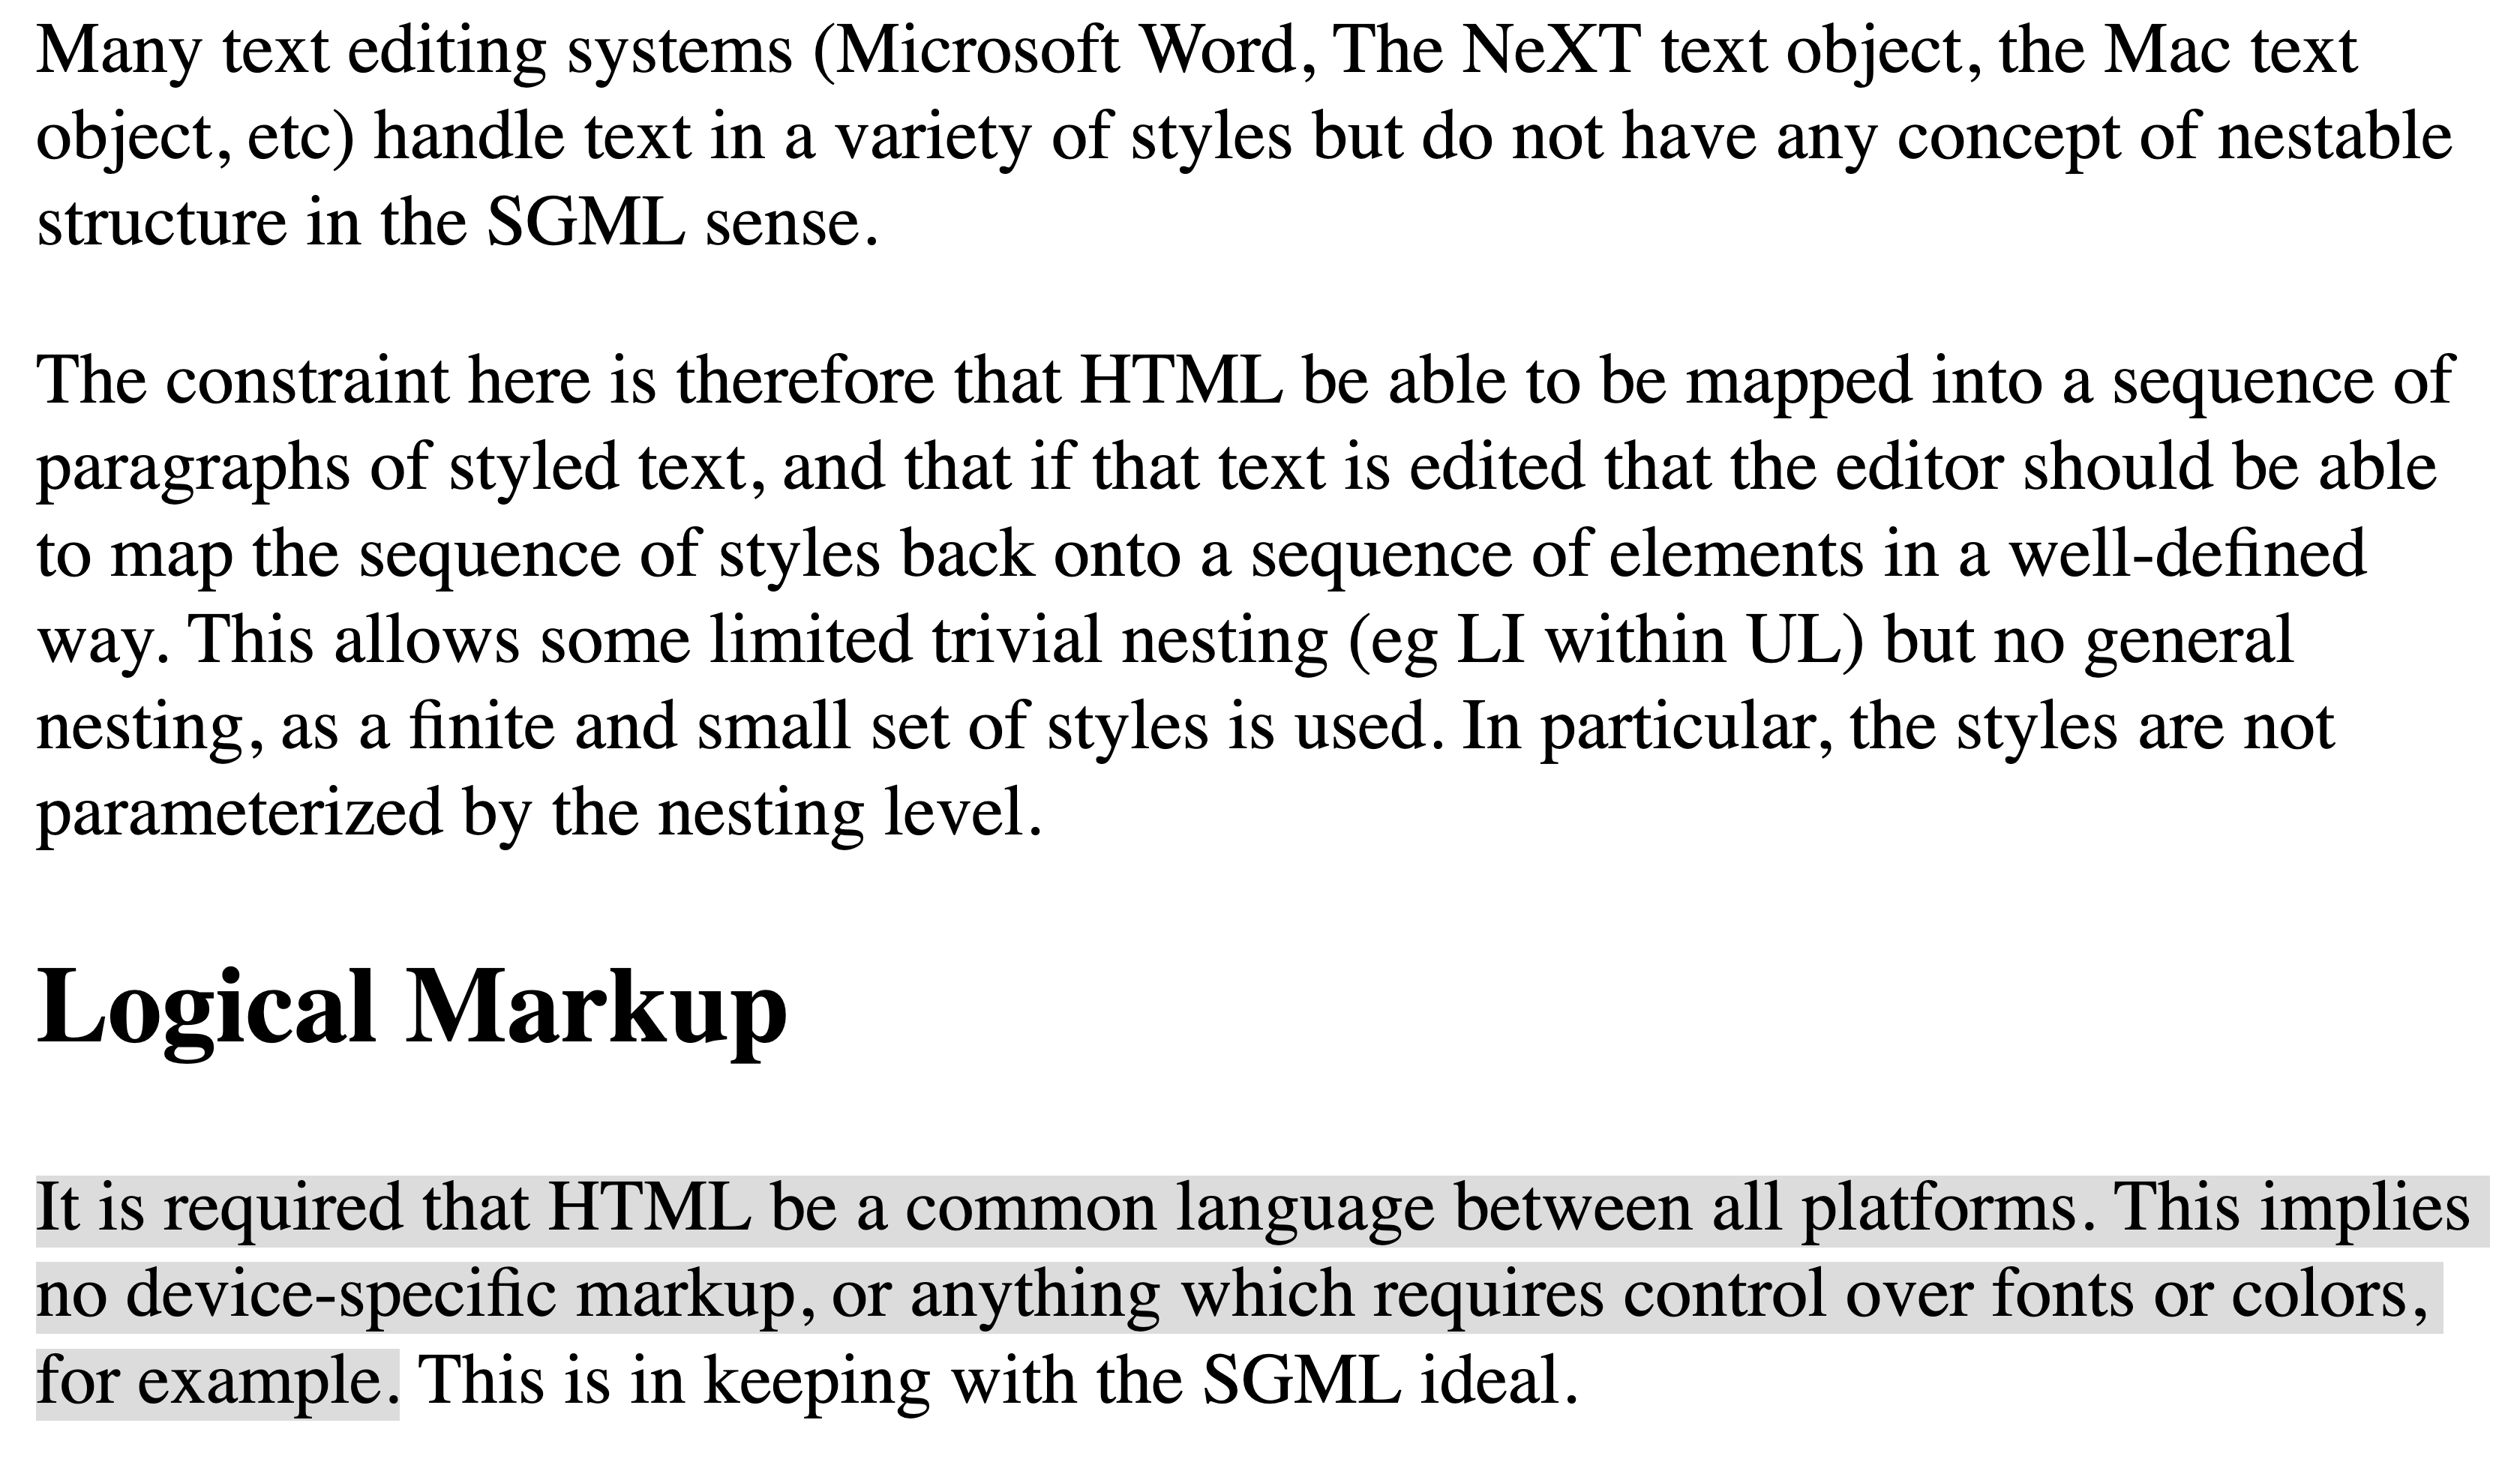 Many text editing systems (Microsoft Word, The NeXT text object, the Mac text
object, etc) handle text in a variety of styles but do not have any concept of nestable
structure in the SGML sense.
The constraint here is therefore that HTML be able to be mapped into a sequence of
paragraphs of styled text, and that if that text is edited that the editor should be able
to map the sequence of styles back onto a sequence of elements in a well-defined
way. This allows some limited trivial nesting (eg LI within UL) but no general
nesting, as a finite and small set of styles is used. In particular, the styles are not
parameterized by the nesting level.
Logical Markup
It is required that HTML be a common language between all platforms. This implies
no device-specific markup, or anything which requires control over fonts or colors,
for example. This is in keeping with the SGML ideal.